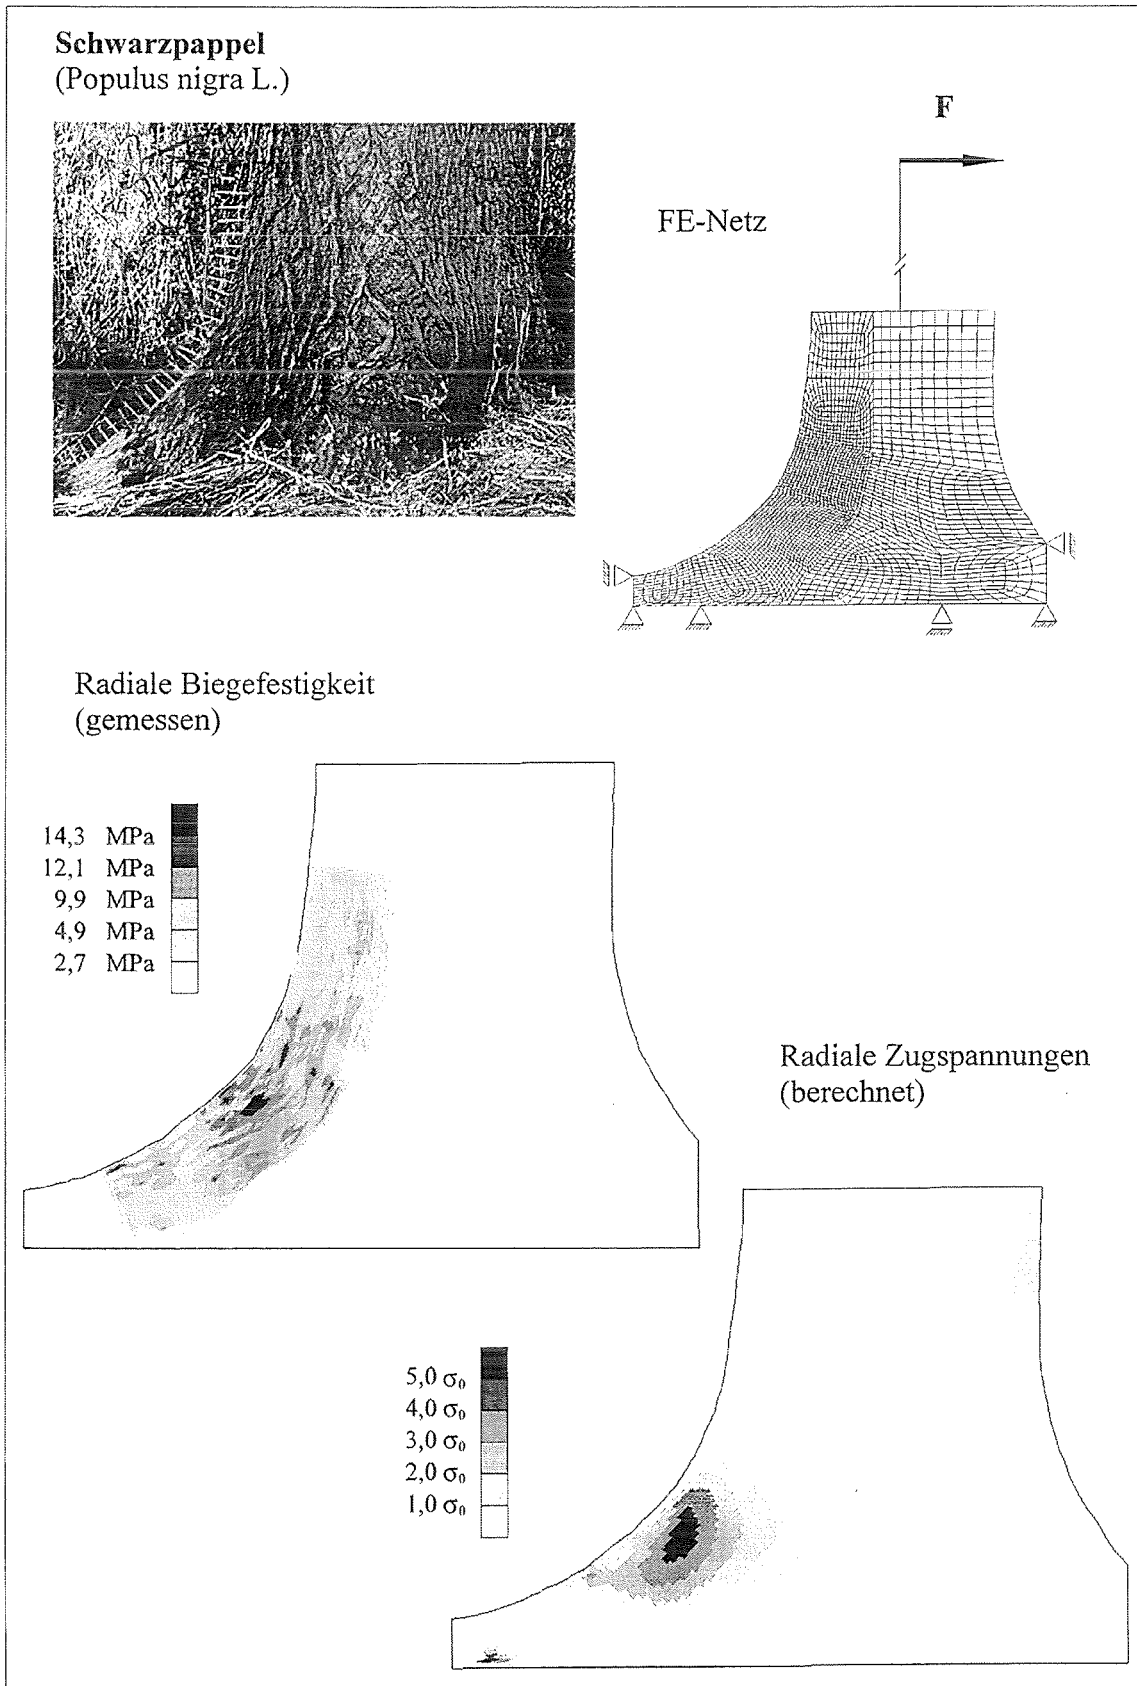 Schwarzpappel
(Populus nigra L.)
F
FE-Netz
Radiale Biegefestigkeit
(gemessen)
14,3 MPa
12,1 MPa
9,9 MPa
4,9 MPa
2,7 MPa
Radiale Zugspannungen
(berechnet)
5,0 σ₀
4,0 σ₀
3,0 σ₀
2,0 σ₀
1,0 σ₀